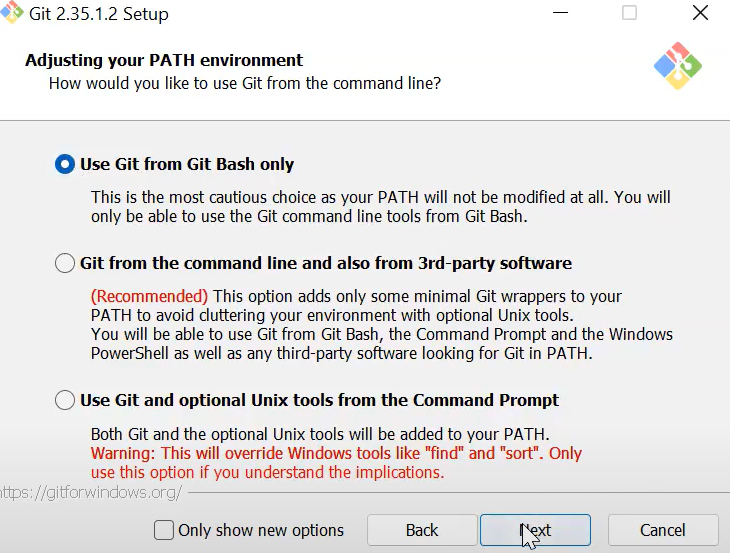 Git 2.35.1.2 Setup
Adjusting your PATH environment
How would you like to use Git from the command line?
Use Git from Git Bash only
This is the most cautious choice as your PATH will not be modified at all. You will
only be able to use the Git command line tools from Git Bash.
Git from the command line and also from 3rd-party software
(Recommended) This option adds only some minimal Git wrappers to your
PATH to avoid cluttering your environment with optional Unix tools.
You will be able to use Git from Git Bash, the Command Prompt and the Windows
PowerShell as well as any third-party software looking for Git in PATH.
Use Git and optional Unix tools from the Command Prompt
Both Git and the optional Unix tools will be added to your PATH.
Warning: This will override Windows tools like "find" and "sort". Only
use this option if you understand the implications.
https://gitforwindows.org/
Only show new options
Back
Next
Cancel